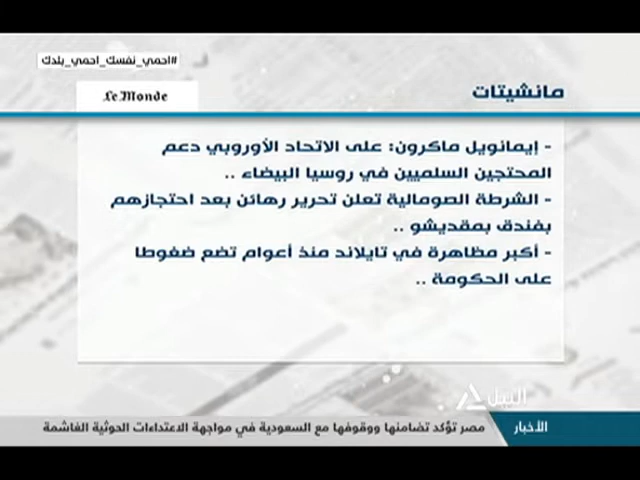 #احمي_نفسك_احمي_بلدك
مانشيتات
Le Monde
- إيمانويل ماكرون: على الاتحاد الأوروبي دعم
المحتجين السلميين في روسيا البيضاء ..
- الشرطة الصومالية تعلن تحرير رهائن بعد احتجازهم
بفندق بمقديشو ..
- أكبر مظاهرة في تايلاند منذ أعوام تضع ضغوطا
على الحكومة ..
النيل
الأخبار
مصر تؤكد تضامنها ووقوفها مع السعودية في مواجهة الاعتداءات الحوثية الغاشمة